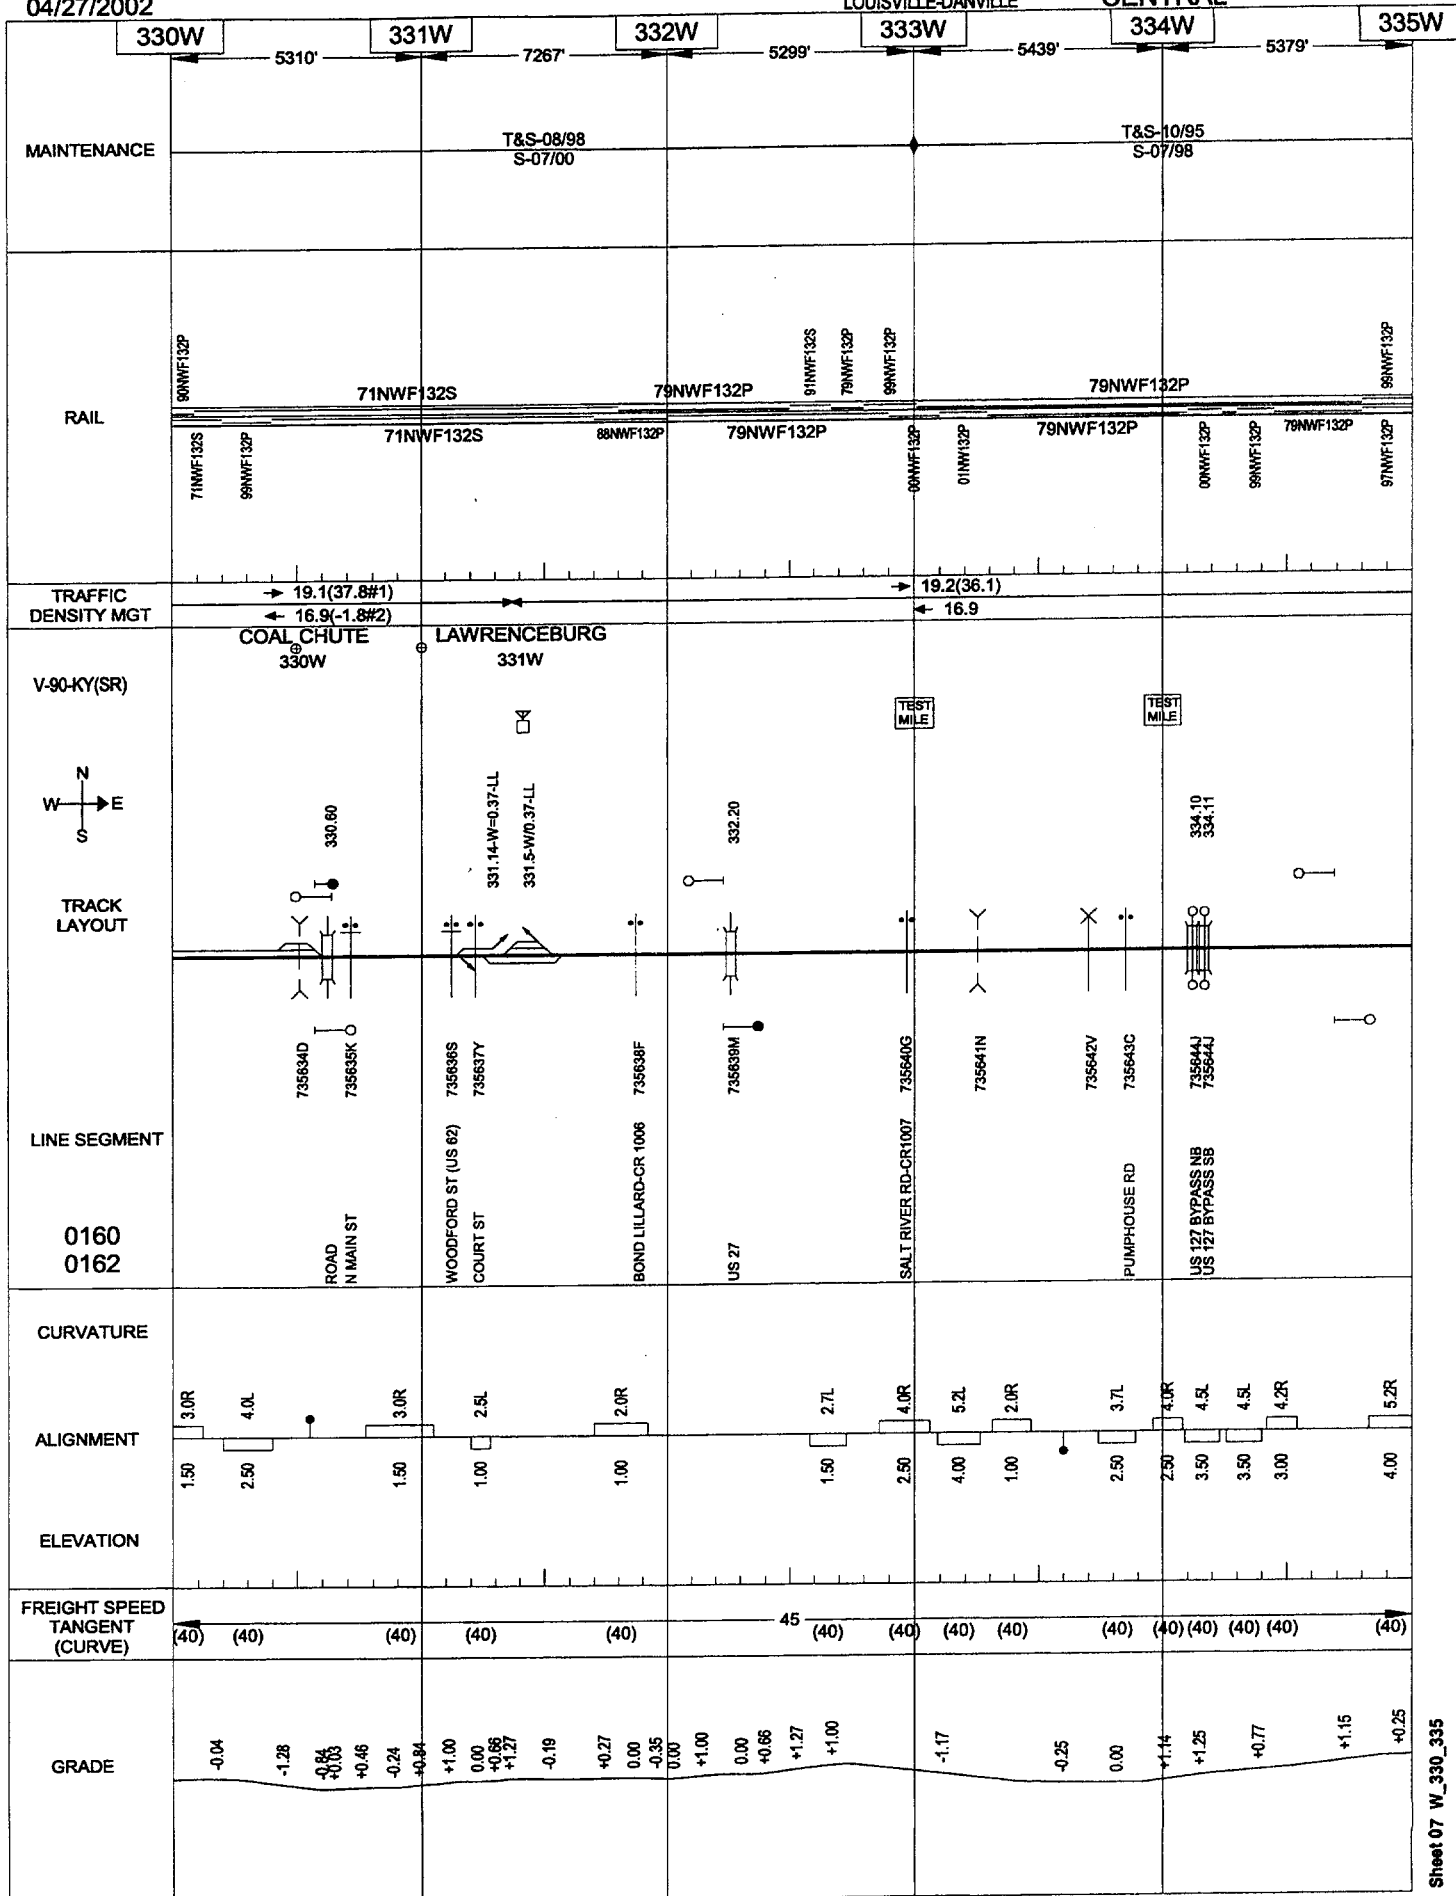 04/27/2002
LOUISVILLE-DANVILLE
CENTRAL
330W 331W 332W 333W 334W 335W
5310' 7267' 5299' 5439' 5379'
MAINTENANCE
T&S-08/98
S-07/00
T&S-10/95
S-07/98
RAIL
90NWF132P
91NWF132S
79NWF132P
99NWF132P
99NWF132P
71NWF132S 79NWF132P 79NWF132P
71NWF132S 88NWF132P 79NWF132P 79NWF132P 79NWF132P
71NWF132S
99NWF132P
00NWF132P
01NW132P
00NWF132P
99NWF132P
97NWF132P
TRAFFIC
DENSITY MGT
19.1(37.8#1)
16.9(-1.8#2)
19.2(36.1)
16.9
COAL CHUTE
330W
LAWRENCEBURG
331W
V-90-KY(SR)
TEST
MILE
TEST
MILE
N
W E
S
330.60
331.14-W=0.37-LL
331.5-W/0.37-LL
332.20
334.10
334.11
TRACK
LAYOUT
735634D
735635K
735636S
735637Y
735638F
735639M
735640G
735641N
735642V
735643C
735644J
735644J
LINE SEGMENT
0160
0162
ROAD
N MAIN ST
WOODFORD ST (US 62)
COURT ST
BOND LILLARD-CR 1006
US 27
SALT RIVER RD-CR1007
PUMPHOUSE RD
US 127 BYPASS NB
US 127 BYPASS SB
CURVATURE
3.0R 4.0L 3.0R 2.5L 2.0R 2.7L 4.0R 5.2L 2.0R 3.7L 4.0R 4.5L 4.5L 4.2R 5.2R
ALIGNMENT
1.50 2.50 1.50 1.00 1.00 1.50 2.50 4.00 1.00 2.50 2.50 3.50 3.50 3.00 4.00
ELEVATION
FREIGHT SPEED
TANGENT
(CURVE)
45
(40) (40) (40) (40) (40) (40) (40) (40) (40) (40) (40) (40) (40) (40) (40)
GRADE
-0.04 -1.28 -0.84 +0.03 +0.46 -0.24 +0.84 +1.00 0.00 +0.66 +1.27 -0.19 +0.27 0.00 -0.35 0.00 +1.00 0.00 +0.66 +1.27 +1.00 -1.17 -0.25 0.00 +1.14 +1.25 +0.77 +1.15 +0.25
Sheet 07 W_330_335